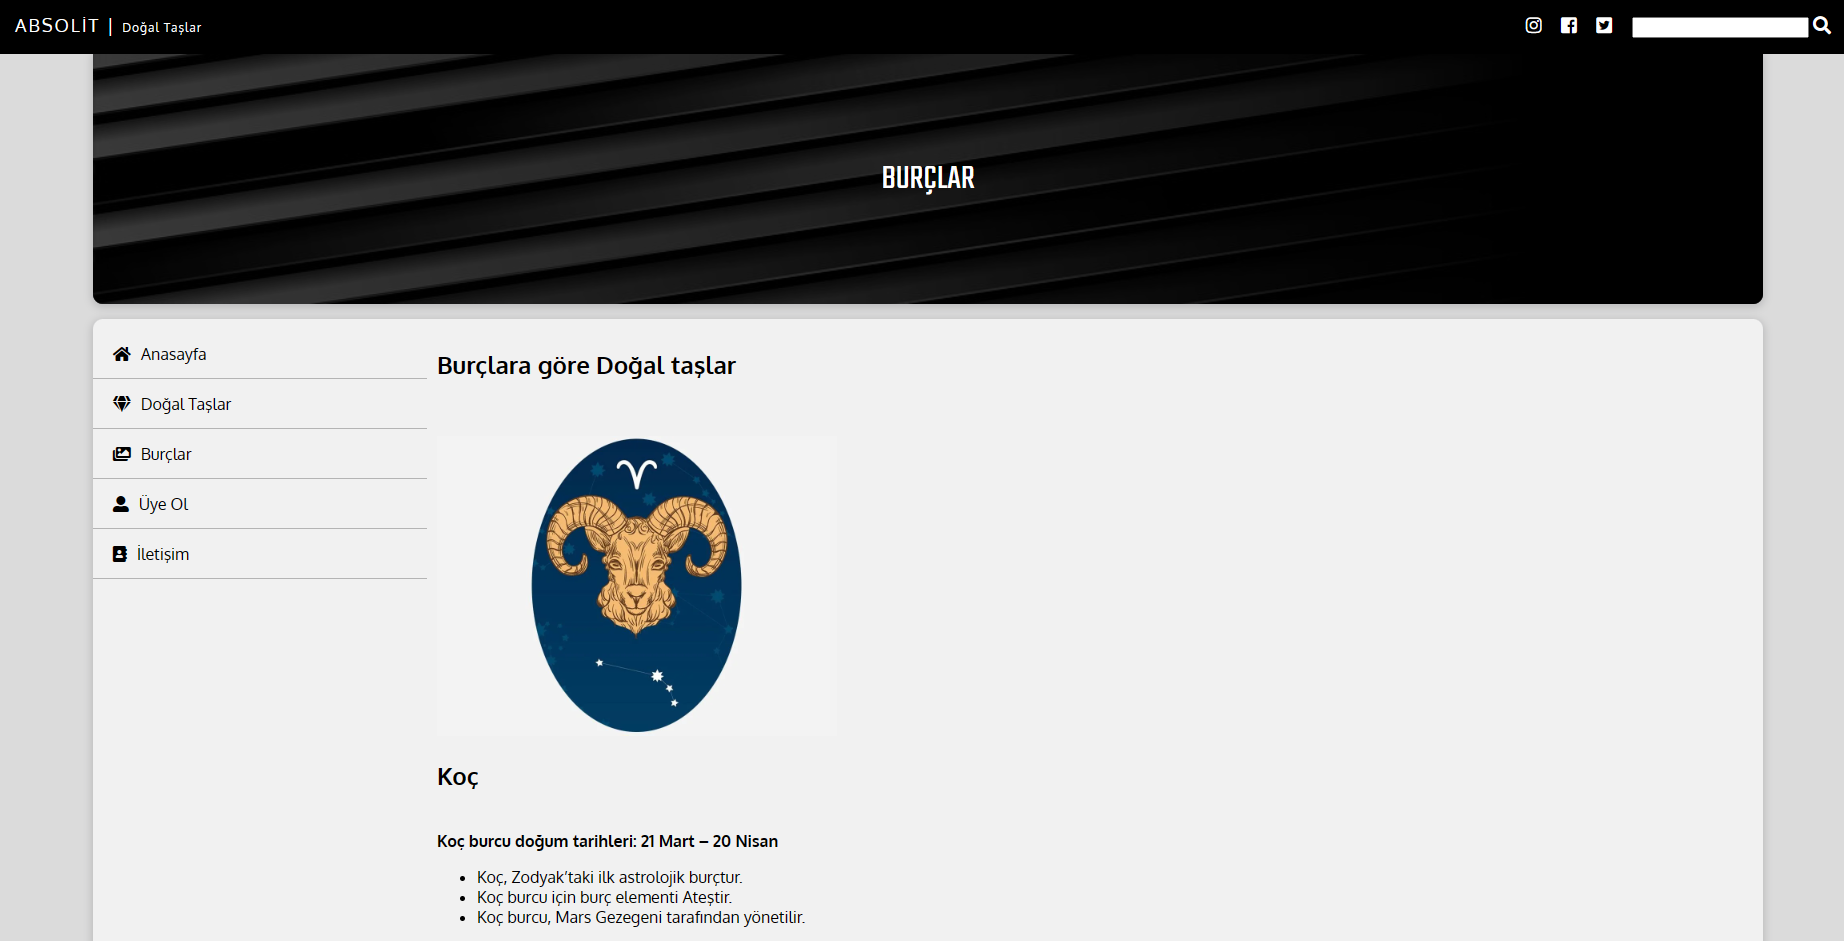 ABSOLİT | Doğal Taşlar
BURÇLAR
Anasayfa
Doğal Taşlar
Burçlar
Üye Ol
İletişim
Burçlara göre Doğal taşlar
Koç
Koç burcu doğum tarihleri: 21 Mart – 20 Nisan
Koç, Zodyak’taki ilk astrolojik burçtur.
Koç burcu için burç elementi Ateştir.
Koç burcu, Mars Gezegeni tarafından yönetilir.